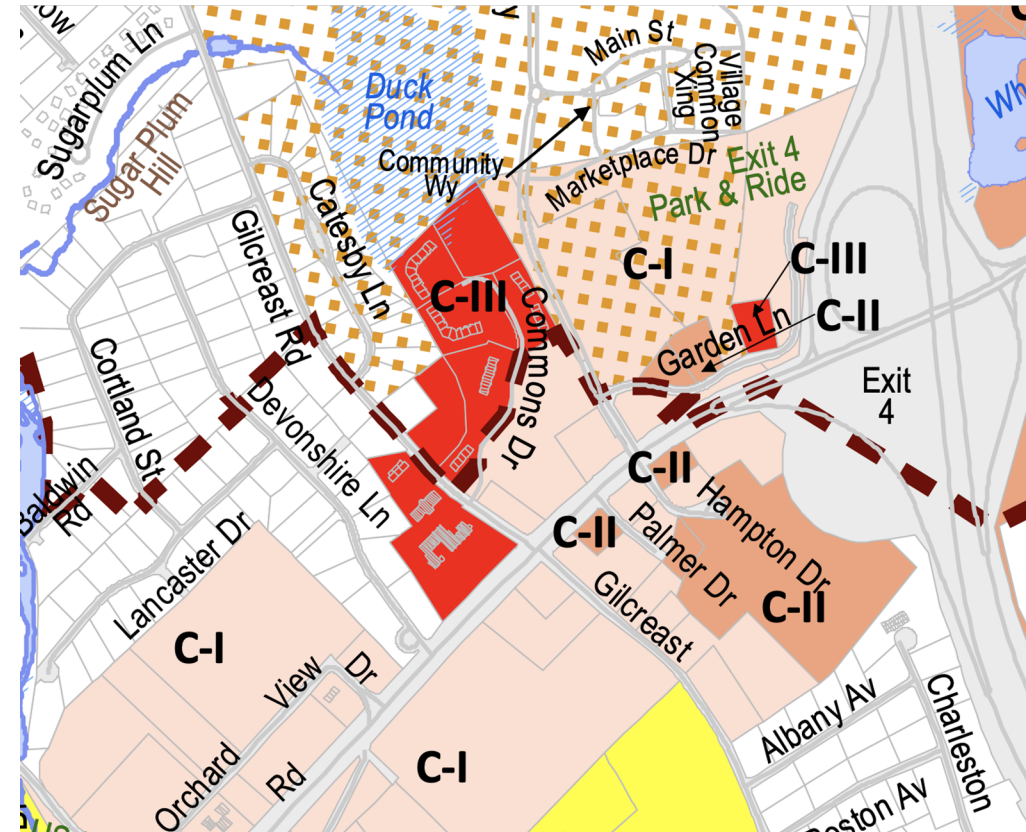 Sugarplum Ln
Sugar Plum
Hill
Duck
Pond
Main St
Village
Common
Xing
Community
Wy
Marketplace Dr
Exit 4
Park & Ride
Wh
Catesby Ln
Gilcreast Rd
C-III
Commons Dr
C-I
C-III
C-II
Garden Ln
Exit
4
Cortland St
Devonshire Ln
Baldwin
Rd
Lancaster Dr
C-II
Hampton Dr
C-II
Palmer Dr
C-II
Gilcreast
C-I
View
Dr
Orchard
Rd
C-I
Albany Av
Charleston
oston Av